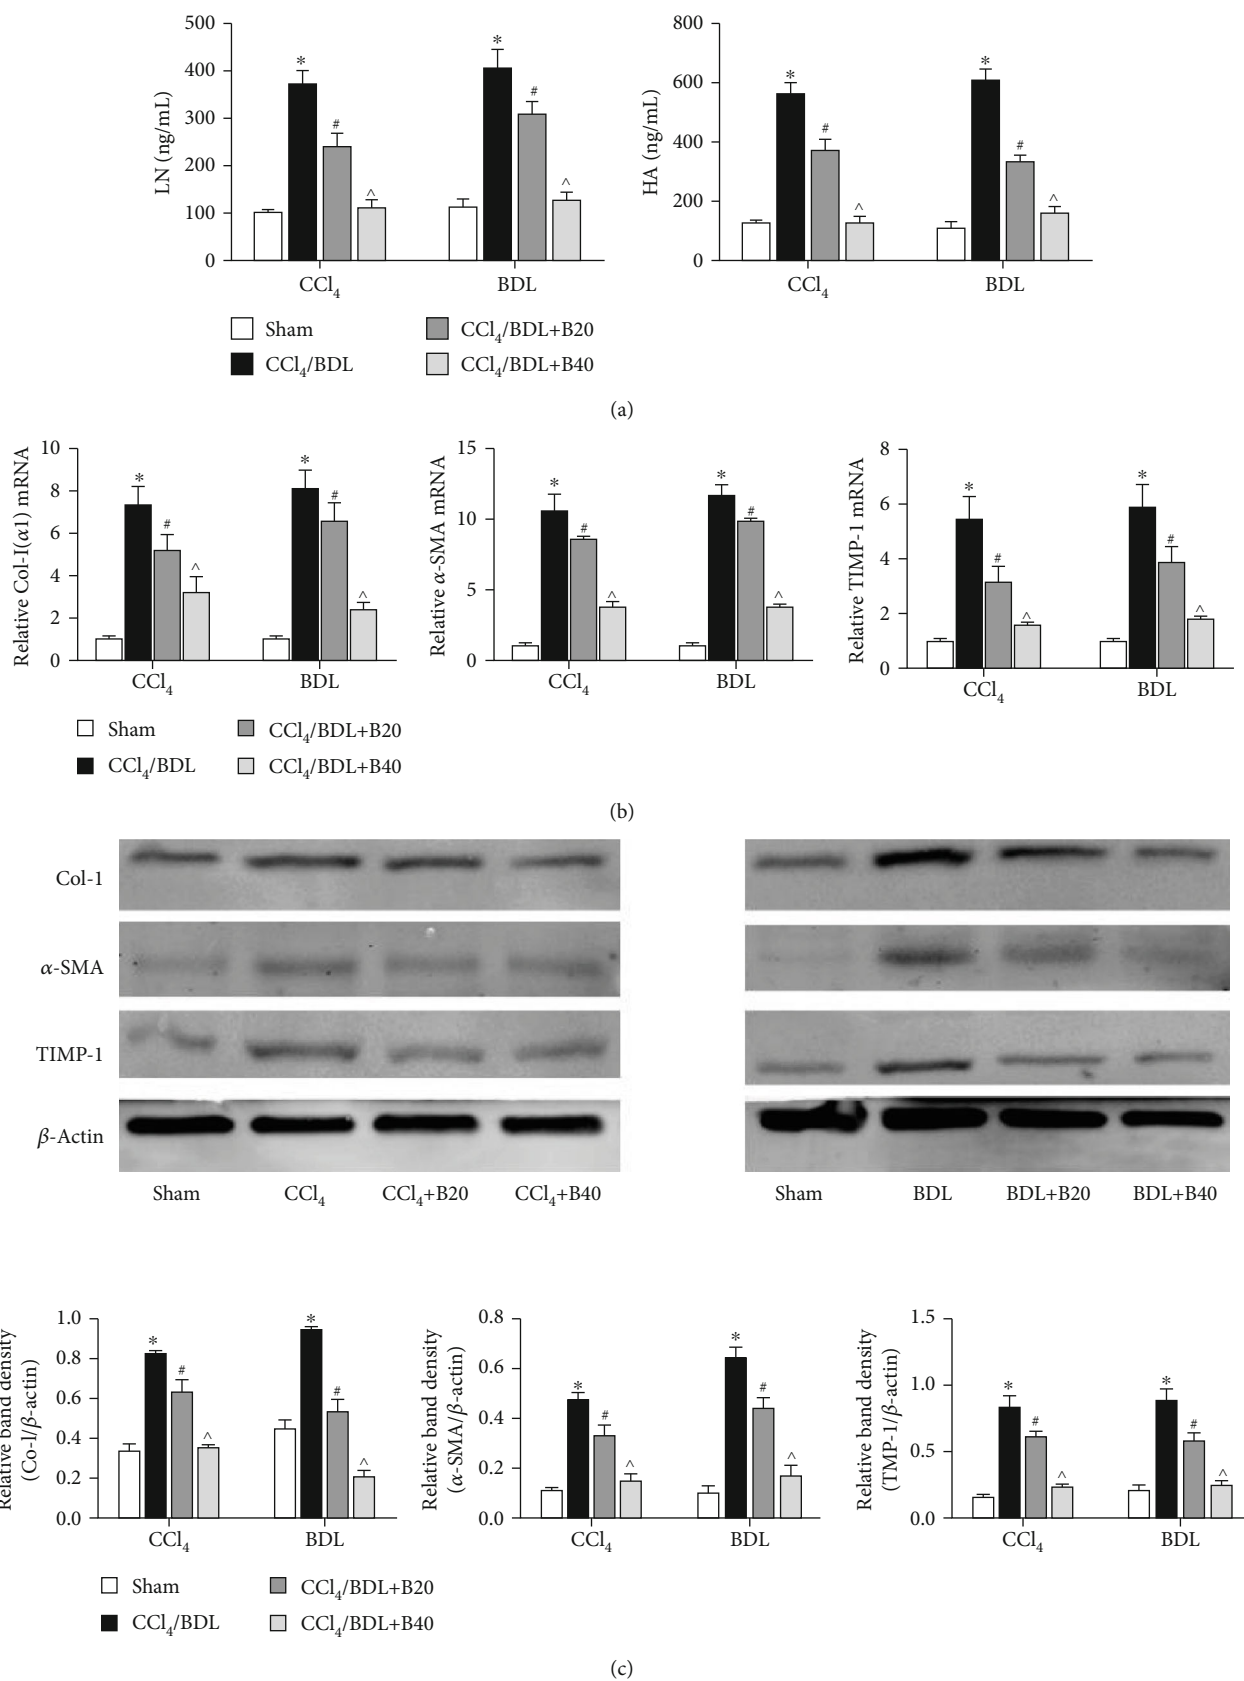 500
400
300
200
100
0
LN (ng/mL)
*
#
^
*
#
^
CCl4
BDL
800
600
400
200
0
HA (ng/mL)
*
#
^
*
#
^
CCl4
BDL
Sham
CCl4/BDL
CCl4/BDL+B20
CCl4/BDL+B40
(a)
10
8
6
4
2
0
Relative Col-I(α1) mRNA
*
#
^
*
#
^
CCl4
BDL
15
10
5
0
Relative α-SMA mRNA
*
#
^
*
#
^
CCl4
BDL
8
6
4
2
0
Relative TIMP-1 mRNA
*
#
^
*
#
^
CCl4
BDL
Sham
CCl4/BDL
CCl4/BDL+B20
CCl4/BDL+B40
(b)
Col-1
α-SMA
TIMP-1
β-Actin
Sham CCl4 CCl4+B20 CCl4+B40
Sham BDL BDL+B20 BDL+B40
1.0
0.8
0.6
0.4
0.2
0.0
Relative band density
(Co-I/β-actin)
*
#
^
*
#
^
CCl4
BDL
0.8
0.6
0.4
0.2
0.0
Relative band density
(α-SMA/β-actin)
*
#
^
*
#
^
CCl4
BDL
1.5
1.0
0.5
0.0
Relative band density
(TMP-1/β-actin)
*
#
^
*
#
^
CCl4
BDL
Sham
CCl4/BDL
CCl4/BDL+B20
CCl4/BDL+B40
(c)